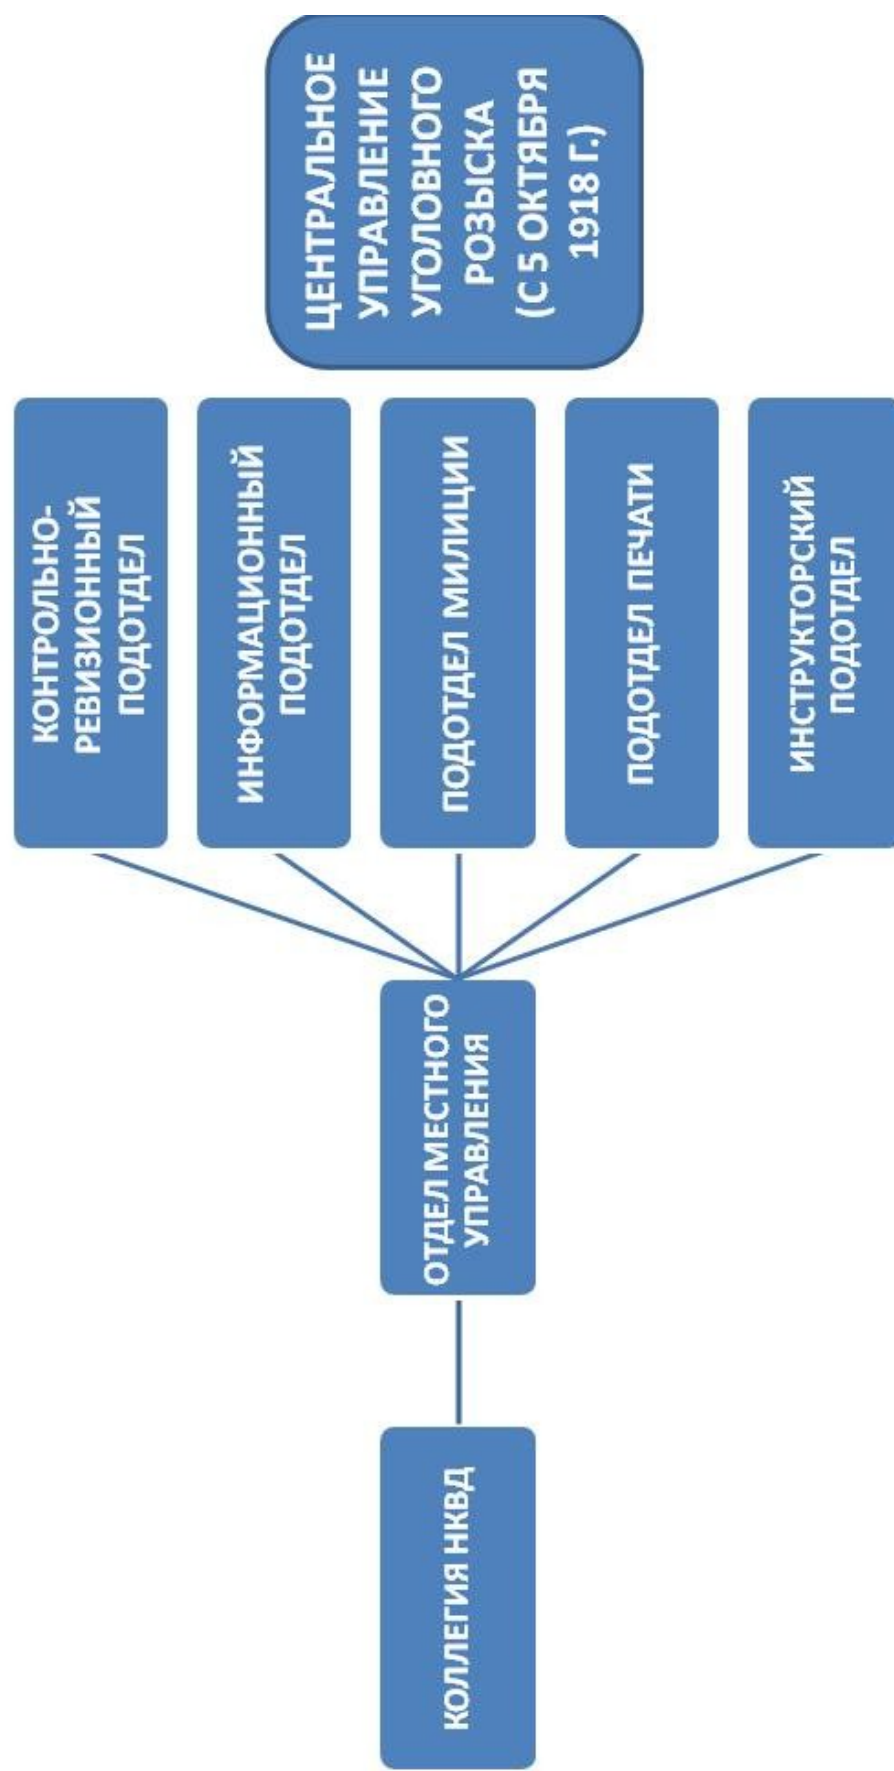 КОЛЛЕГИЯ НКВД
ОТДЕЛ МЕСТНОГО
УПРАВЛЕНИЯ
КОНТРОЛЬНО-
РЕВИЗИОННЫЙ
ПОДОТДЕЛ
ИНФОРМАЦИОННЫЙ
ПОДОТДЕЛ
ПОДОТДЕЛ МИЛИЦИИ
ПОДОТДЕЛ ПЕЧАТИ
ИНСТРУКТОРСКИЙ
ПОДОТДЕЛ
ЦЕНТРАЛЬНОЕ
УПРАВЛЕНИЕ
УГОЛОВНОГО
РОЗЫСКА
(С 5 ОКТЯБРЯ
1918 Г.)